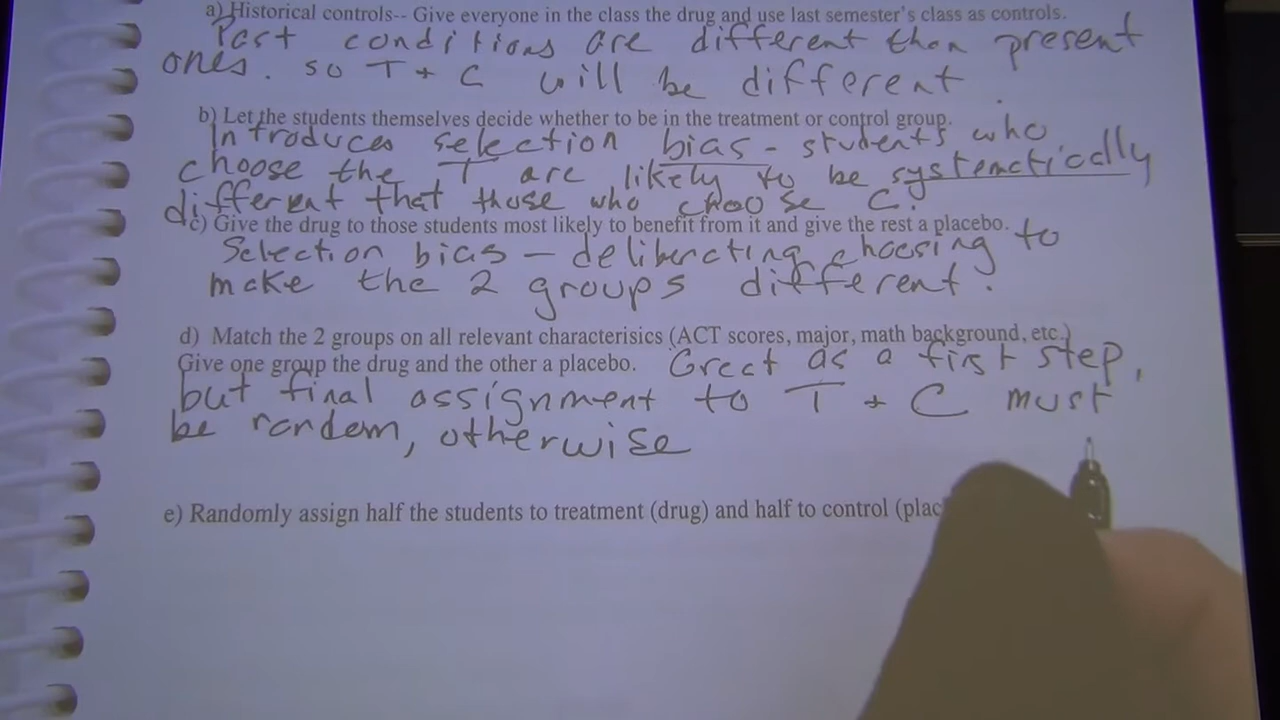 a) Historical controls-- Give everyone in the class the drug and use last semester's class as controls.
Past conditions are different than present
ones. so T + C will be different.
b) Let the students themselves decide whether to be in the treatment or control group.
Introduces selection bias - students who
choose the T are likely to be systematically
different that those who choose C.
c) Give the drug to those students most likely to benefit from it and give the rest a placebo.
Selection bias — deliberating choosing to
make the 2 groups different.
d) Match the 2 groups on all relevant characterisics (ACT scores, major, math background, etc.)
Give one group the drug and the other a placebo. Great as a first step,
but final assignment to T + C must
be random, otherwise
e) Randomly assign half the students to treatment (drug) and half to control (plac